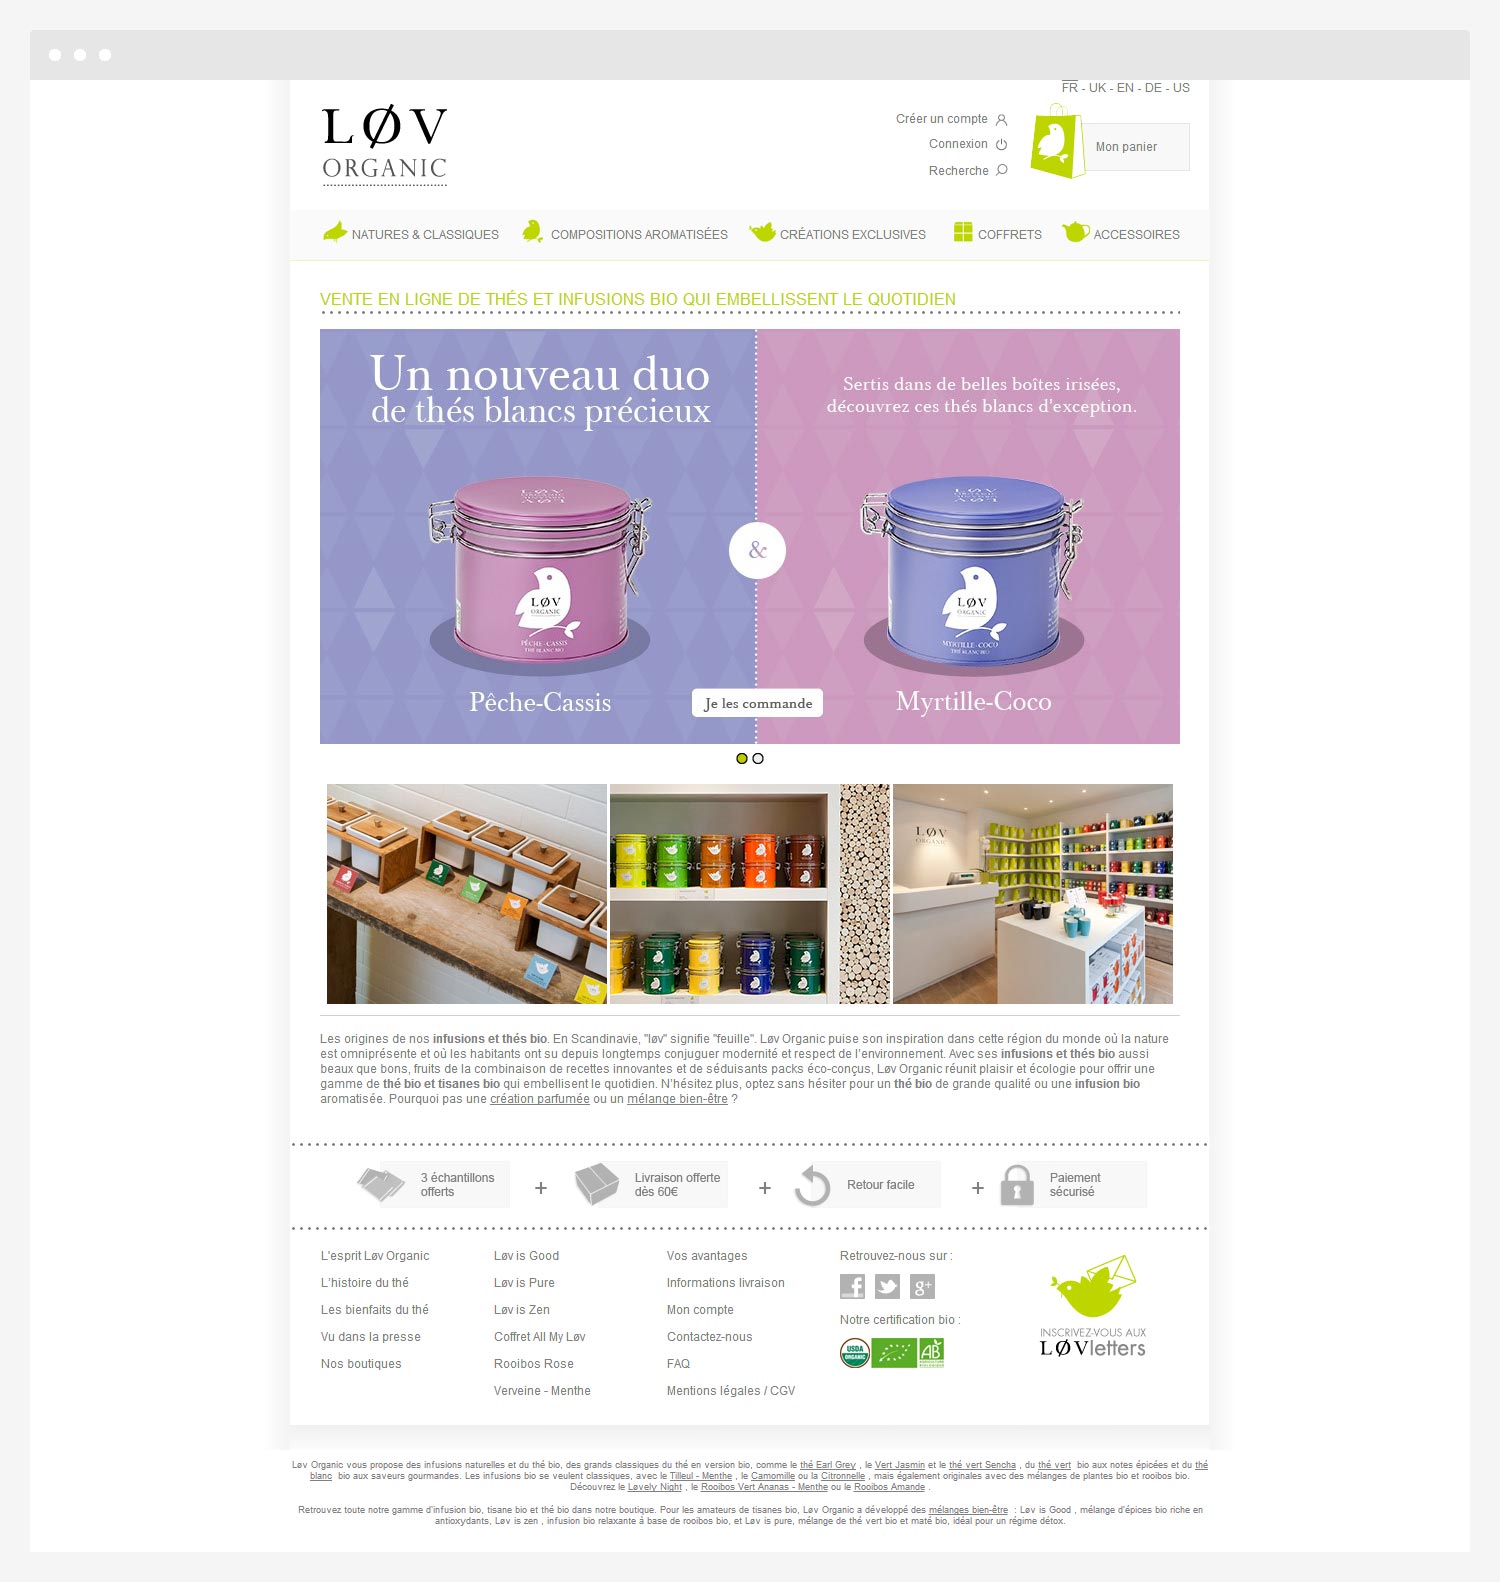 FR - UK - EN - DE - US
LØV
ORGANIC
Créer un compte
Connexion
Recherche
Mon panier
NATURES & CLASSIQUES
COMPOSITIONS AROMATISÉES
CRÉATIONS EXCLUSIVES
COFFRETS
ACCESSOIRES
VENTE EN LIGNE DE THÉS ET INFUSIONS BIO QUI EMBELLISSENT LE QUOTIDIEN
Un nouveau duo
de thés blancs précieux
Sertis dans de belles boîtes irisées,
découvrez ces thés blancs d'exception.
LØV
ORGANIC
PÊCHE-CASSIS
THÉ BLANC BIO
&
LØV
ORGANIC
MYRTILLE-COCO
THÉ BLANC BIO
Pêche-Cassis
Je les commande
Myrtille-Coco
LØV
ORGANIC
Les origines de nos infusions et thés bio. En Scandinavie, "løv" signifie "feuille". Løv Organic puise son inspiration dans cette région du monde où la nature
est omniprésente et où les habitants ont su depuis longtemps conjuguer modernité et respect de l'environnement. Avec ses infusions et thés bio aussi
beaux que bons, fruits de la combinaison de recettes innovantes et de séduisants packs éco-conçus, Løv Organic réunit plaisir et écologie pour offrir une
gamme de thé bio et tisanes bio qui embellisent le quotidien. N'hésitez plus, optez sans hésiter pour un thé bio de grande qualité ou une infusion bio
aromatisée. Pourquoi pas une création parfumée ou un mélange bien-être ?
3 échantillons
offerts
+
Livraison offerte
dès 60€
+
Retour facile
+
Paiement
sécurisé
L'esprit Løv Organic
L'histoire du thé
Les bienfaits du thé
Vu dans la presse
Nos boutiques
Løv is Good
Løv is Pure
Løv is Zen
Coffret All My Løv
Rooibos Rose
Verveine - Menthe
Vos avantages
Informations livraison
Mon compte
Contactez-nous
FAQ
Mentions légales / CGV
Retrouvez-nous sur :
Notre certification bio :
USDA
ORGANIC
AB
AGRICULTURE
BIOLOGIQUE
INSCRIVEZ-VOUS AUX
LØVletters
Løv Organic vous propose des infusions naturelles et du thé bio, des grands classiques du thé en version bio, comme le thé Earl Grey , le Vert Jasmin et le thé vert Sencha , du thé vert bio aux notes épicées et du thé
blanc bio aux saveurs gourmandes. Les infusions bio se veulent classiques, avec le Tilleul - Menthe , le Camomille ou la Citronnelle , mais également originales avec des mélanges de plantes bio et rooibos bio.
Découvrez le Løvely Night , le Rooibos Vert Ananas - Menthe ou le Rooibos Amande .
Retrouvez toute notre gamme d'infusion bio, tisane bio et thé bio dans notre boutique. Pour les amateurs de tisanes bio, Løv Organic a développé des mélanges bien-être : Løv is Good , mélange d'épices bio riche en
antioxydants, Løv is zen , infusion bio relaxante à base de rooibos bio, et Løv is pure, mélange de thé vert bio et maté bio, idéal pour un régime détox.